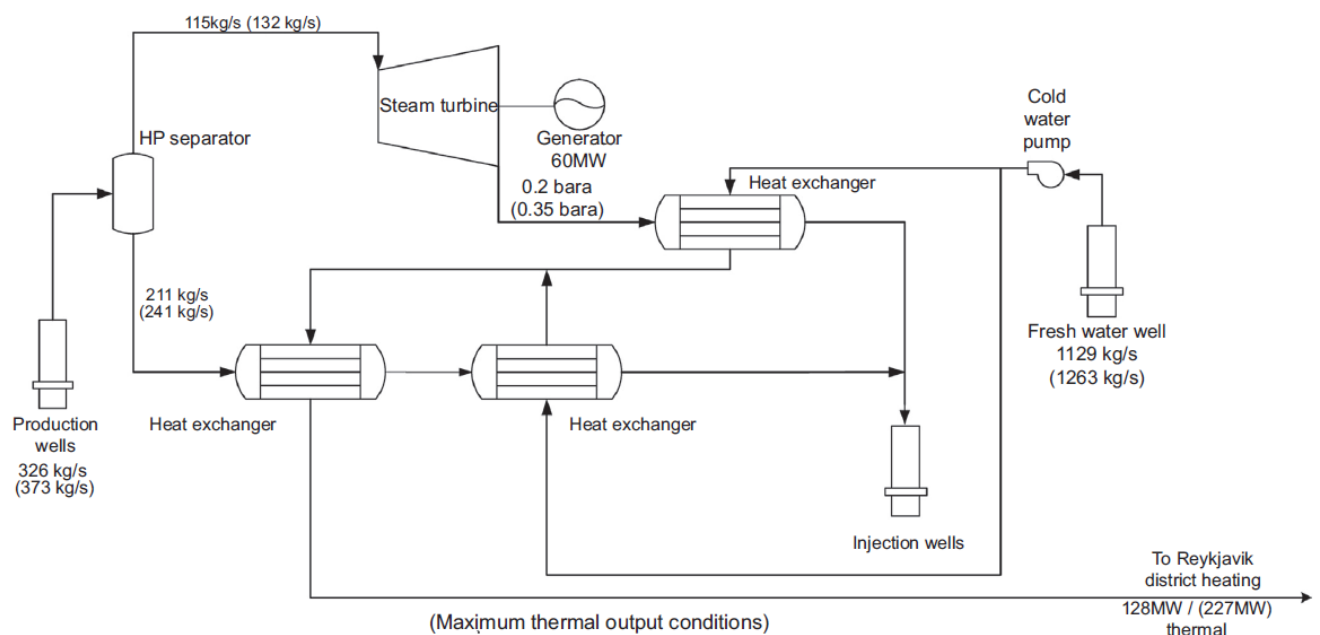 115kg/s (132 kg/s)
Steam turbine
HP separator
Generator
60MW
Cold
water
pump
0.2 bara
(0.35 bara)
Heat exchanger
211 kg/s
(241 kg/s)
Fresh water well
1129 kg/s
(1263 kg/s)
Production
wells
326 kg/s
(373 kg/s)
Heat exchanger
Heat exchanger
Injection wells
To Reykjavik
district heating
128MW / (227MW)
thermal
(Maximum thermal output conditions)